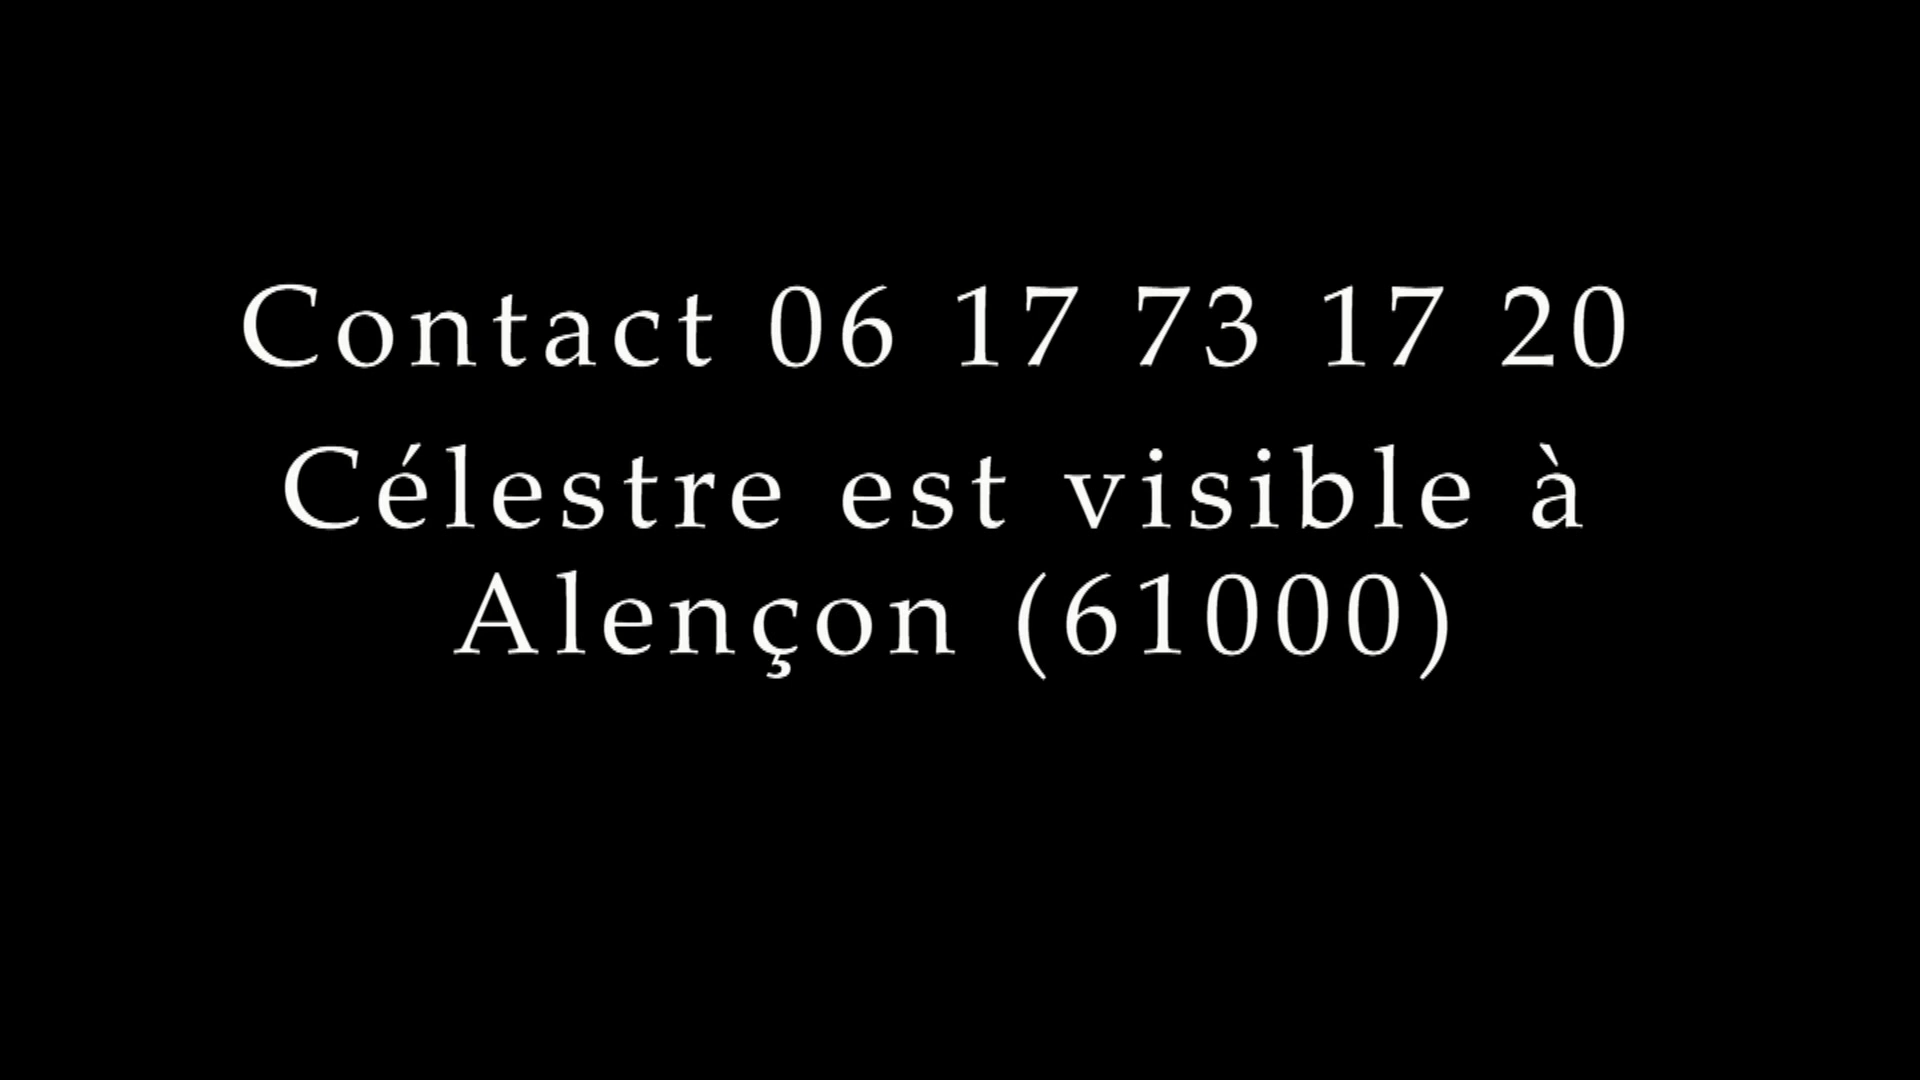 Contact 06 17 73 17 20
Célestre est visible à
Alençon (61000)